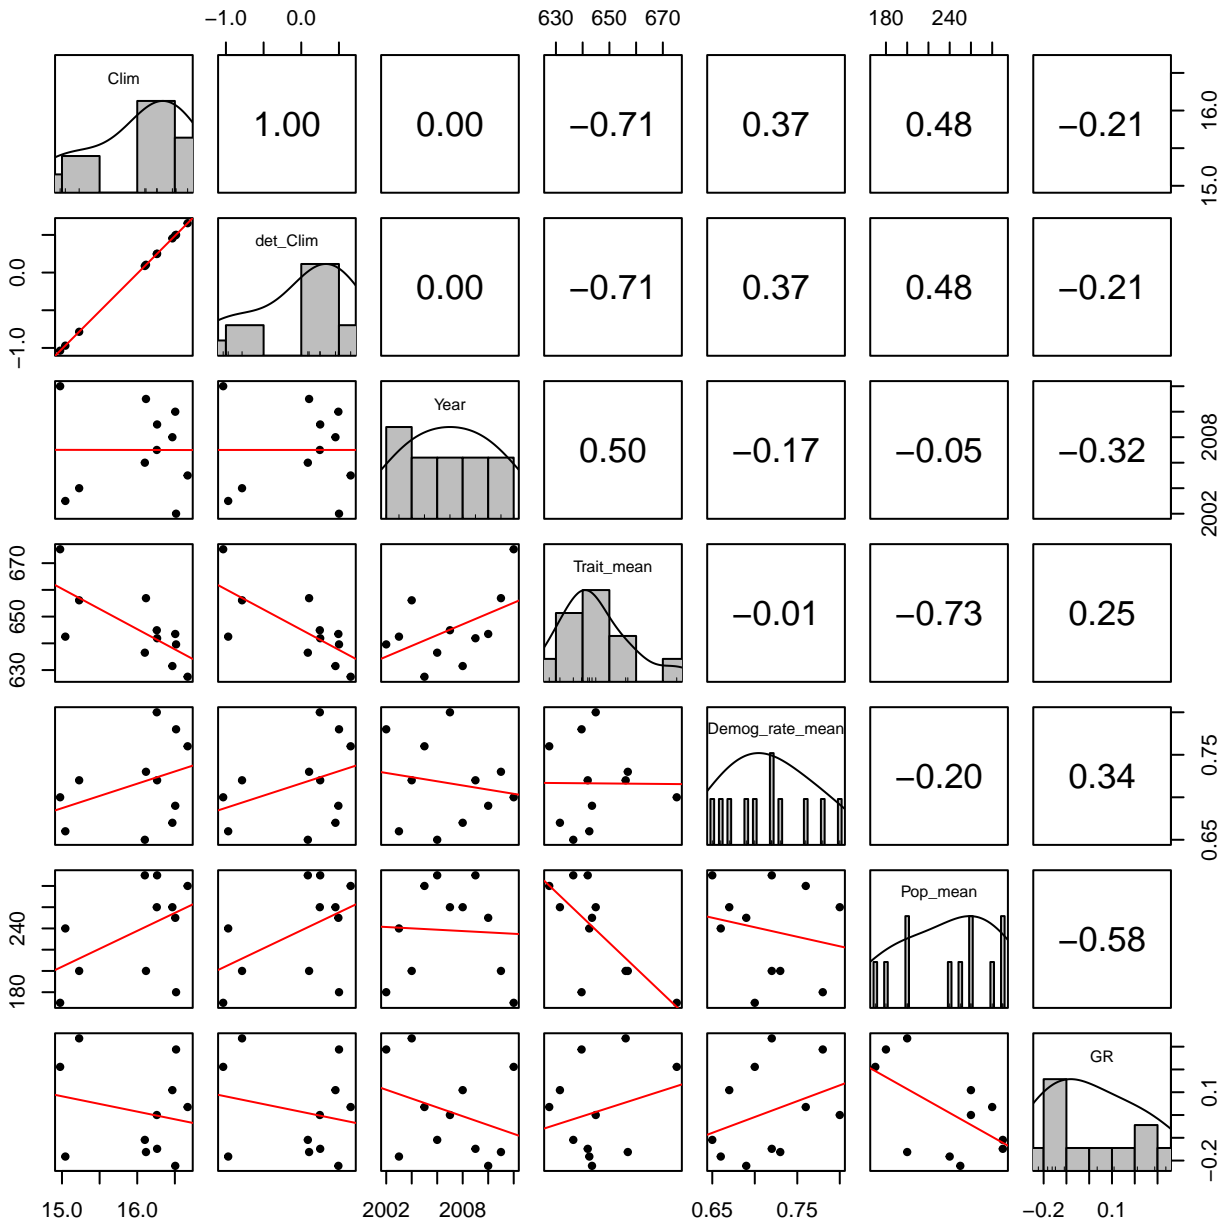 −1.0 0.0 630 650 670 180 240
Clim 1.00 0.00 −0.71 0.37 0.48 −0.21 15.0 16.0
−1.0 0.0 det_Clim 0.00 −0.71 0.37 0.48 −0.21
Year 0.50 −0.17 −0.05 −0.32 2002 2008
630 650 670 Trait_mean −0.01 −0.73 0.25
Demog_rate_mean −0.20 0.34 0.65 0.75
180 240 Pop_mean −0.58
GR −0.2 0.1
15.0 16.0 2002 2008 0.65 0.75 −0.2 0.1